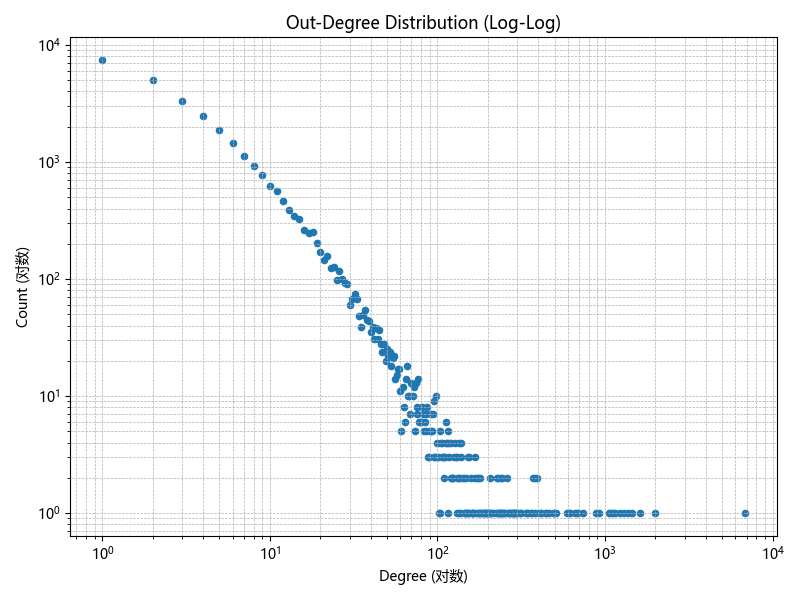 Out-Degree Distribution (Log-Log)
Count (对数)
10⁴
10³
10²
10¹
10⁰
10⁰ 10¹ 10² 10³ 10⁴
Degree (对数)